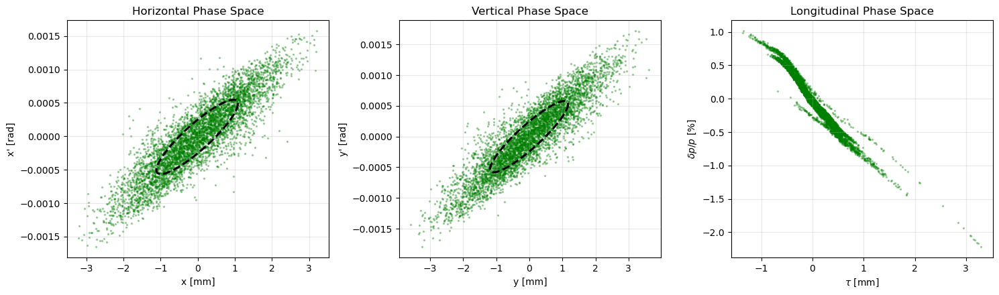 Horizontal Phase Space
x' [rad]
0.0015
0.0010
0.0005
0.0000
−0.0005
−0.0010
−0.0015
−3 −2 −1 0 1 2 3
x [mm]
Vertical Phase Space
y' [rad]
0.0015
0.0010
0.0005
0.0000
−0.0005
−0.0010
−0.0015
−3 −2 −1 0 1 2 3
y [mm]
Longitudinal Phase Space
δp/p [%]
1.0
0.5
0.0
−0.5
−1.0
−1.5
−2.0
−1 0 1 2 3
τ [mm]